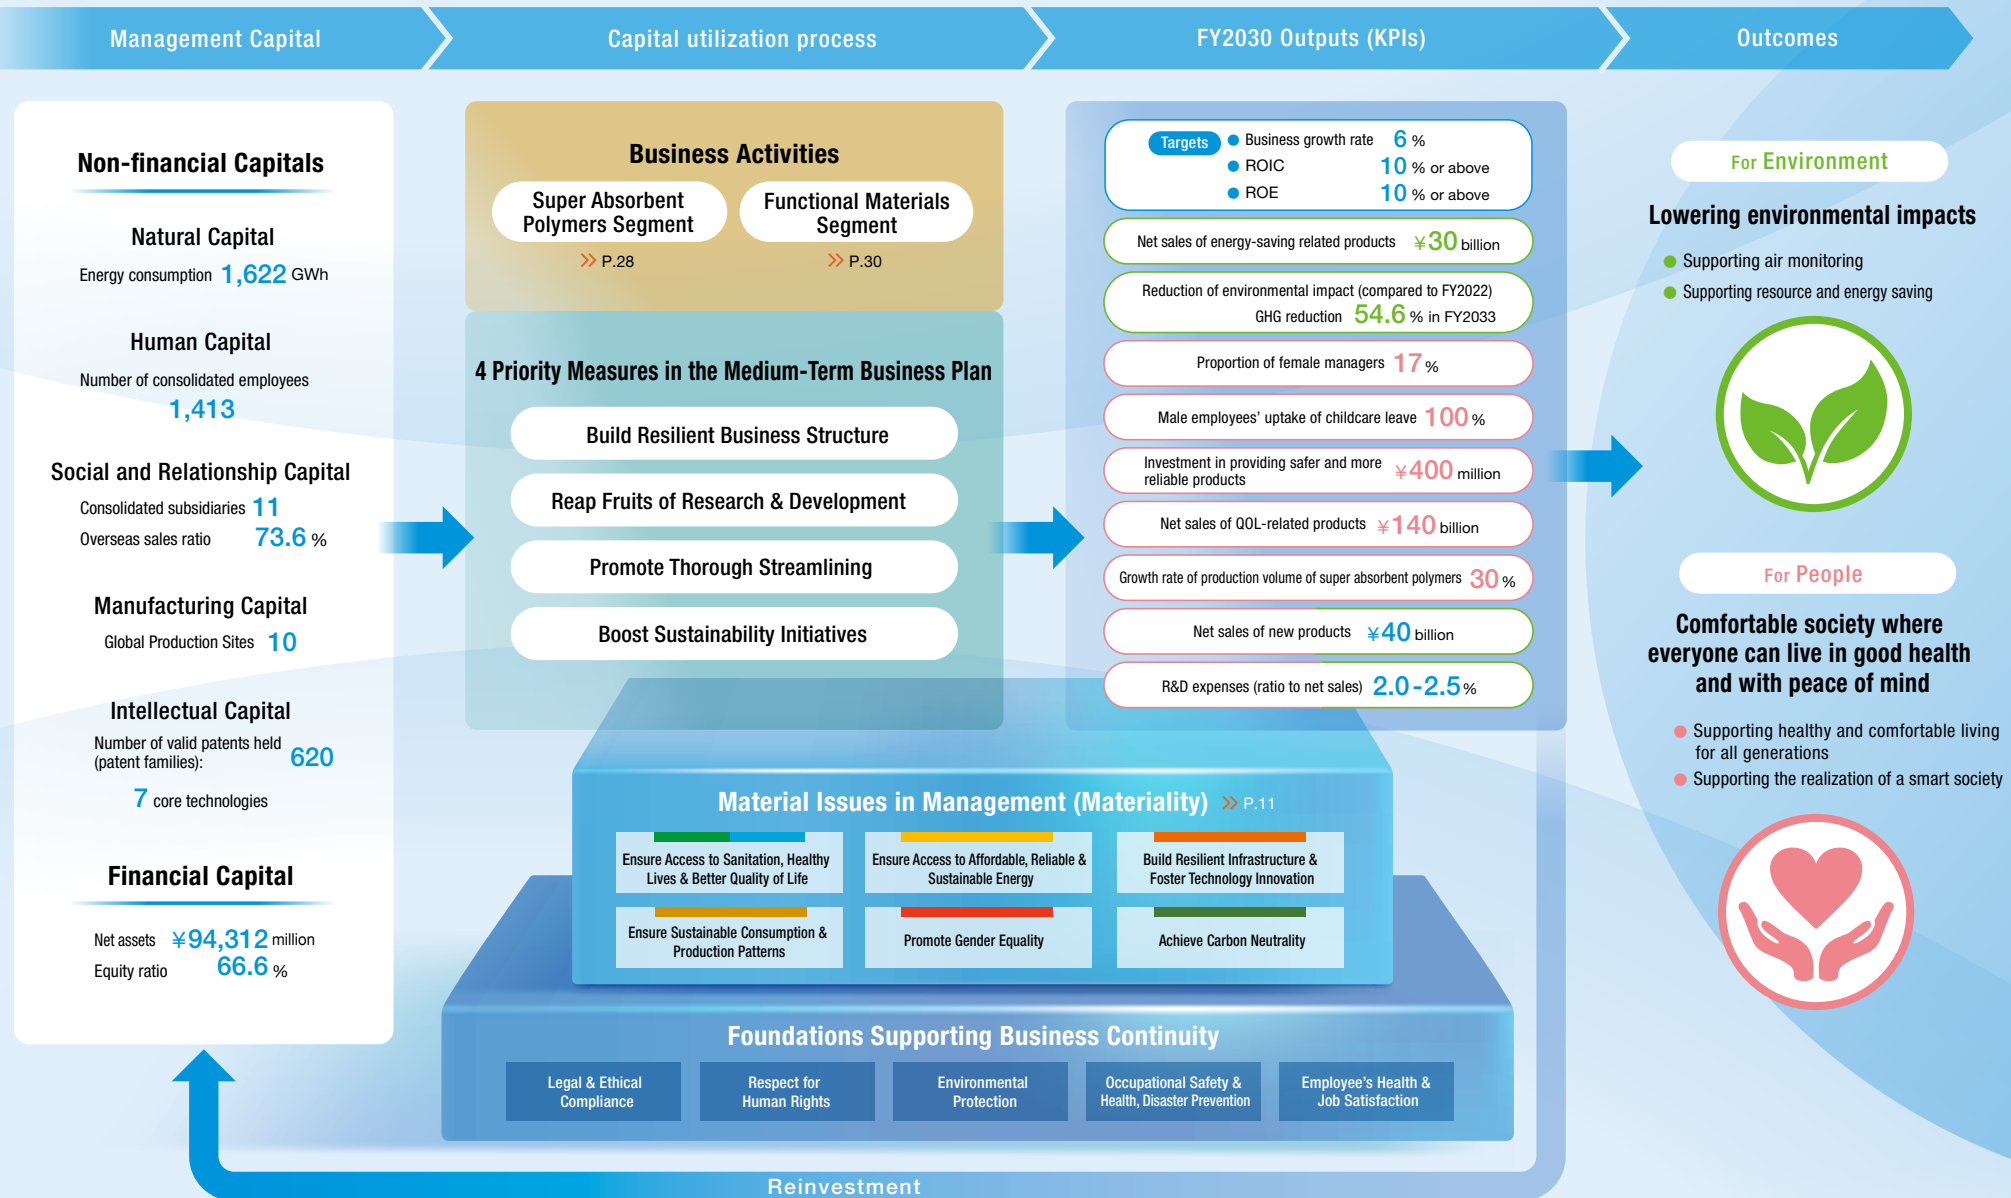 Management Capital
Capital utilization process
FY2030 Outputs (KPIs)
Outcomes
Non-financial Capitals
Natural Capital
Energy consumption 1,622 GWh
Human Capital
Number of consolidated employees
1,413
Social and Relationship Capital
Consolidated subsidiaries 11
Overseas sales ratio 73.6 %
Manufacturing Capital
Global Production Sites 10
Intellectual Capital
Number of valid patents held
(patent families): 620
7 core technologies
Financial Capital
Net assets ¥94,312 million
Equity ratio 66.6 %
Business Activities
Super Absorbent
Polymers Segment
P.28
Functional Materials
Segment
P.30
4 Priority Measures in the Medium-Term Business Plan
Build Resilient Business Structure
Reap Fruits of Research & Development
Promote Thorough Streamlining
Boost Sustainability Initiatives
Targets
Business growth rate 6 %
ROIC 10 % or above
ROE 10 % or above
Net sales of energy-saving related products ¥30 billion
Reduction of environmental impact (compared to FY2022)
GHG reduction 54.6 % in FY2033
Proportion of female managers 17 %
Male employees' uptake of childcare leave 100 %
Investment in providing safer and more
reliable products ¥400 million
Net sales of QOL-related products ¥140 billion
Growth rate of production volume of super absorbent polymers 30 %
Net sales of new products ¥40 billion
R&D expenses (ratio to net sales) 2.0-2.5 %
Material Issues in Management (Materiality) P.11
Ensure Access to Sanitation, Healthy
Lives & Better Quality of Life
Ensure Access to Affordable, Reliable &
Sustainable Energy
Build Resilient Infrastructure &
Foster Technology Innovation
Ensure Sustainable Consumption &
Production Patterns
Promote Gender Equality
Achieve Carbon Neutrality
Foundations Supporting Business Continuity
Legal & Ethical
Compliance
Respect for
Human Rights
Environmental
Protection
Occupational Safety &
Health, Disaster Prevention
Employee's Health &
Job Satisfaction
Reinvestment
For Environment
Lowering environmental impacts
Supporting air monitoring
Supporting resource and energy saving
For People
Comfortable society where
everyone can live in good health
and with peace of mind
Supporting healthy and comfortable living
for all generations
Supporting the realization of a smart society